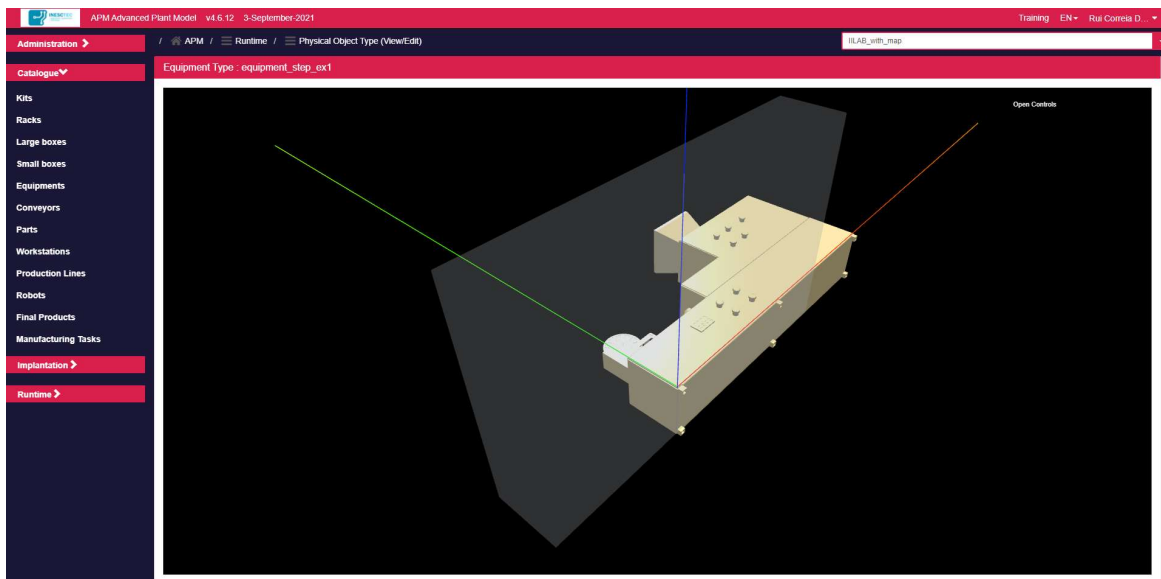 INESCTEC
APM Advanced Plant Model v4.6.12 3-September-2021
Training EN Rui Correia D...
Administration
/ APM / Runtime / Physical Object Type (View/Edit)
IILAB_with_map
Catalogue
Equipment Type : equipment_step_ex1
Kits
Racks
Large boxes
Small boxes
Equipments
Conveyors
Parts
Workstations
Production Lines
Robots
Final Products
Manufacturing Tasks
Implantation
Runtime
Open Controls